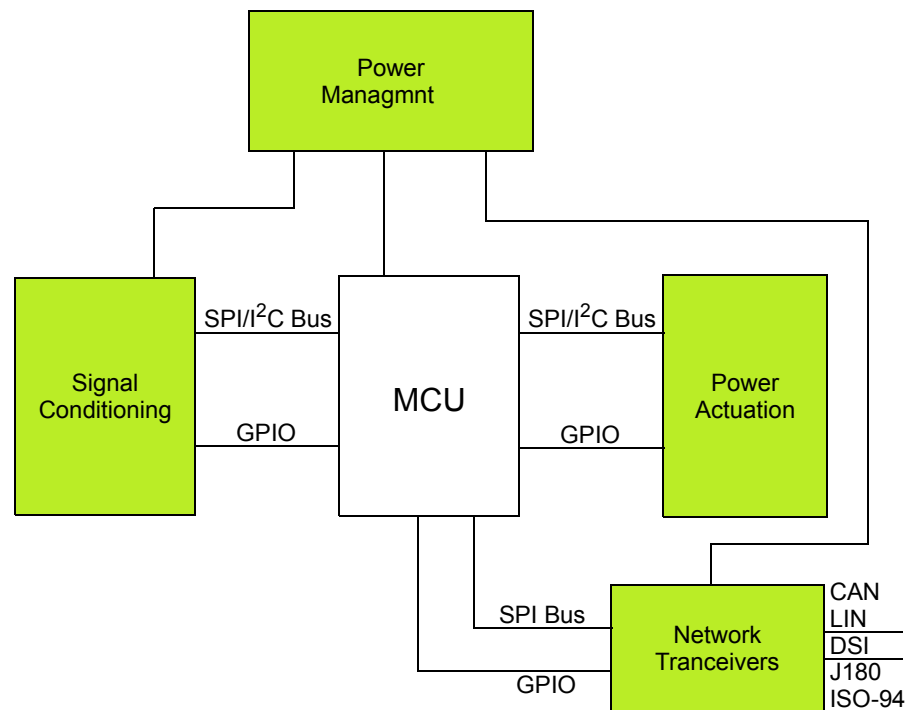 Power
Managmnt
SPI/I²C Bus
SPI/I²C Bus
Signal
Conditioning
MCU
Power
Actuation
GPIO
GPIO
CAN
SPI Bus
LIN
Network
Tranceivers
DSI
J180
GPIO
ISO-94